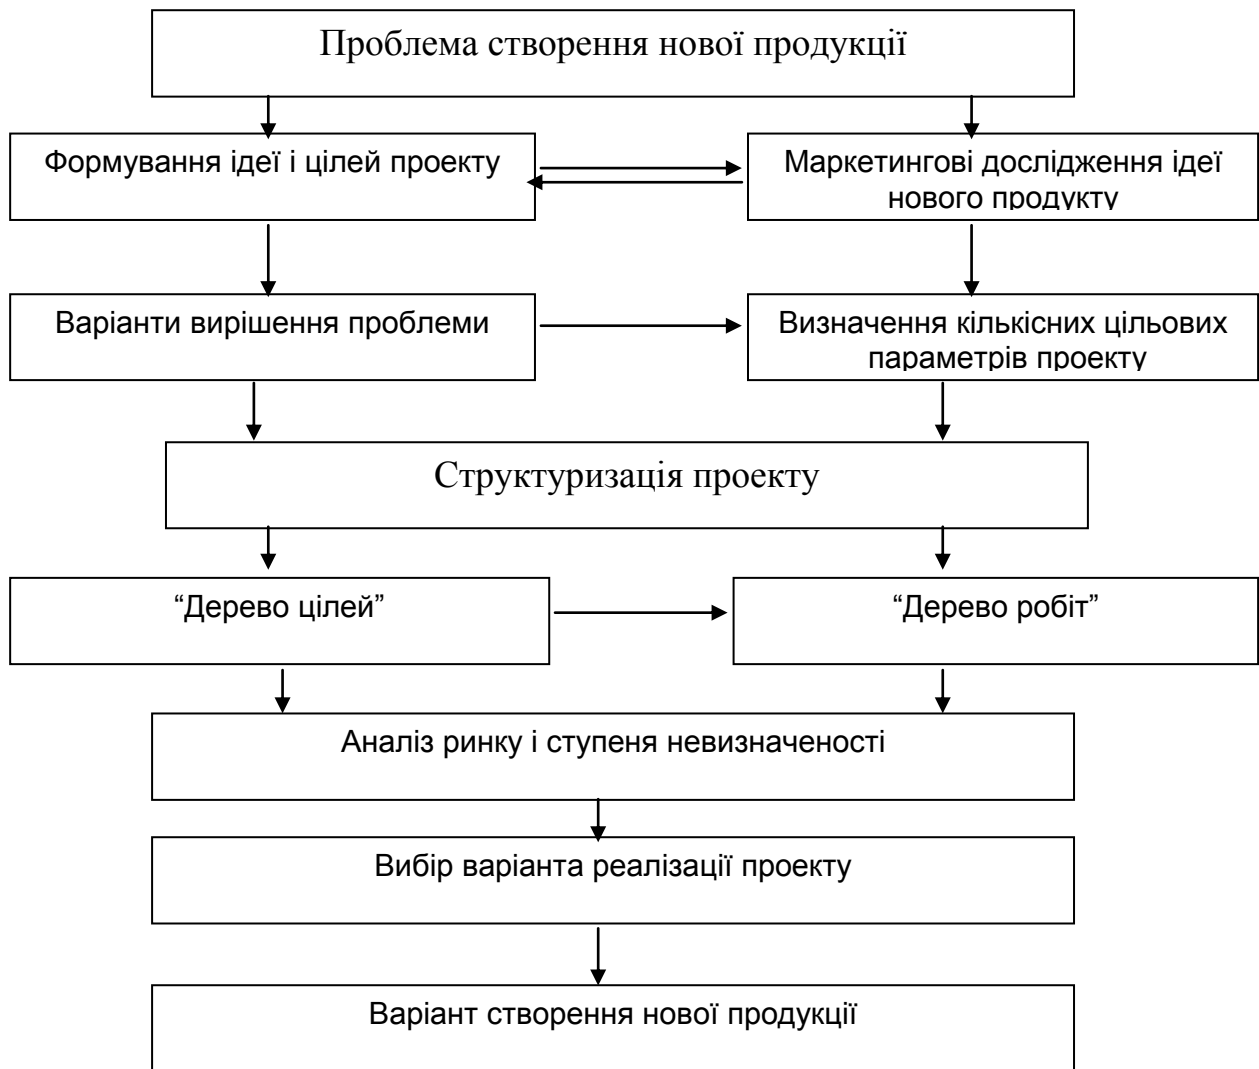 Проблема створення нової продукції
Формування ідеї і цілей проекту
Маркетингові дослідження ідеї
нового продукту
Варіанти вирішення проблеми
Визначення кількісних цільових
параметрів проекту
Структуризація проекту
“Дерево цілей”
“Дерево робіт”
Аналіз ринку і ступеня невизначеності
Вибір варіанта реалізації проекту
Варіант створення нової продукції